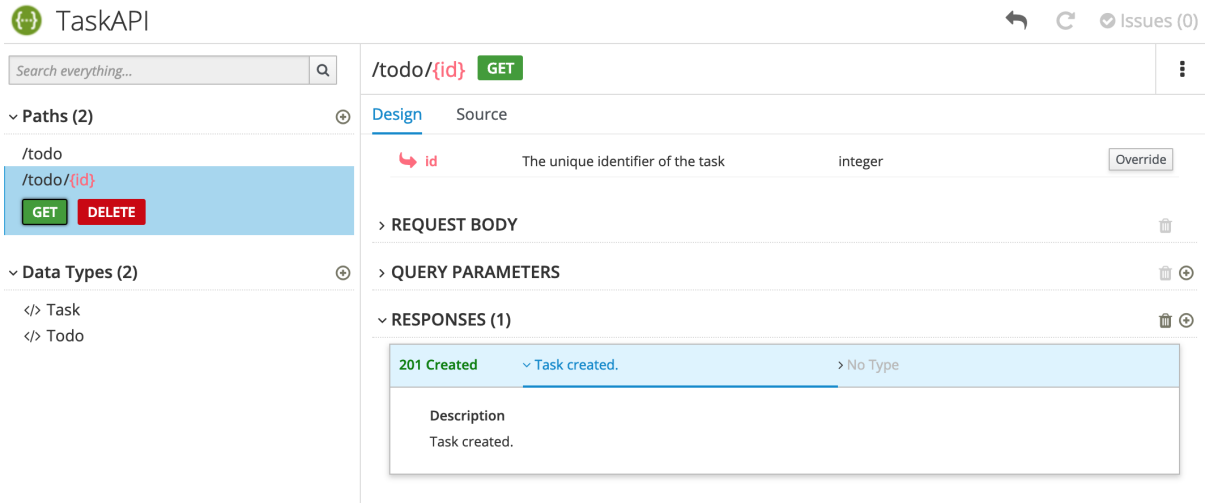 TaskAPI
Issues (0)
Search everything...
Paths (2)
/todo
/todo/{id}
GET DELETE
Data Types (2)
</> Task
</> Todo
/todo/{id} GET
Design Source
id The unique identifier of the task integer Override
REQUEST BODY
QUERY PARAMETERS
RESPONSES (1)
201 Created Task created. No Type
Description
Task created.